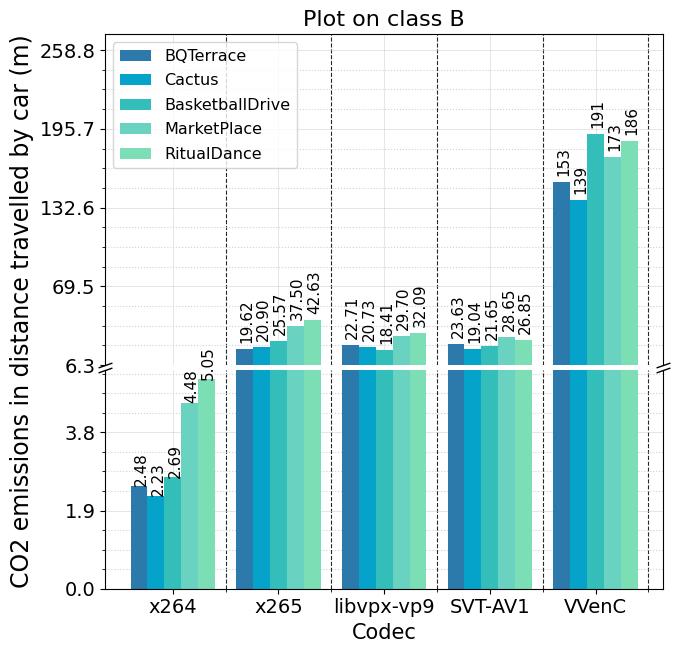 Plot on class B
CO2 emissions in distance travelled by car (m)
258.8
195.7
132.6
69.5
6.3
3.8
1.9
0.0
BQTerrace
Cactus
BasketballDrive
MarketPlace
RitualDance
2.48
2.23
2.69
4.48
5.05
19.62
20.90
25.57
37.50
42.63
22.71
20.73
18.41
29.70
32.09
23.63
19.04
21.65
28.65
26.85
153
139
191
173
186
x264
x265
libvpx-vp9
SVT-AV1
VVenC
Codec